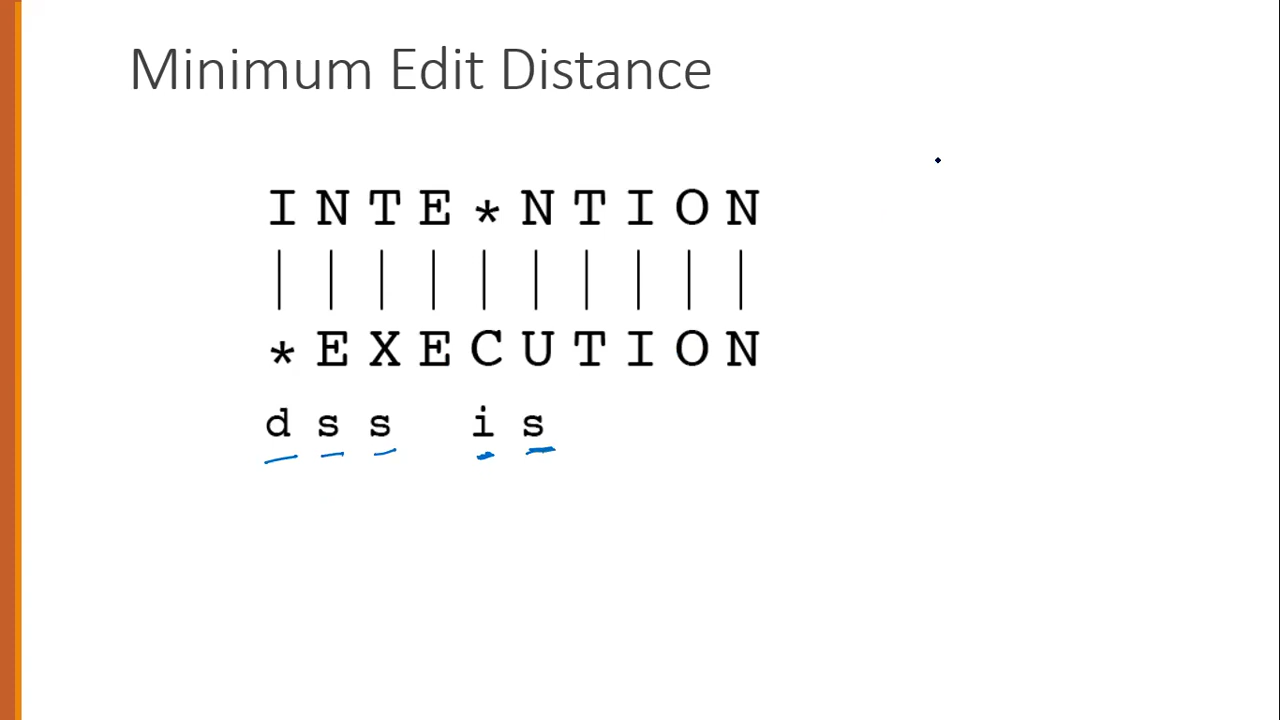 Minimum Edit Distance
I N T E * N T I O N
| | | | | | | | | |
* E X E C U T I O N
d s s i s